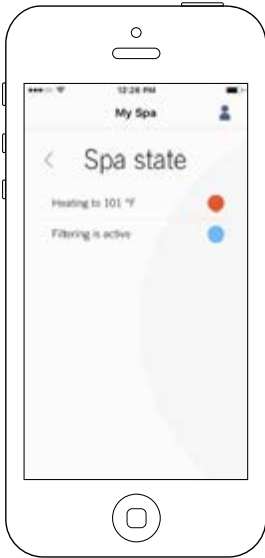 12:26 PM
My Spa
Spa state
Heating to 101 °F
Filtering is active